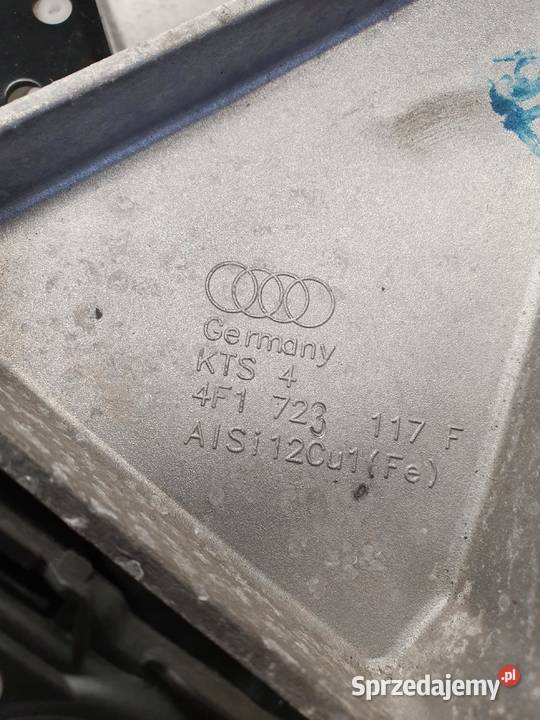 Germany
KTS 4
4F1 723 117 F
AlSi12Cu1(Fe)
Sprzedajemy.pl